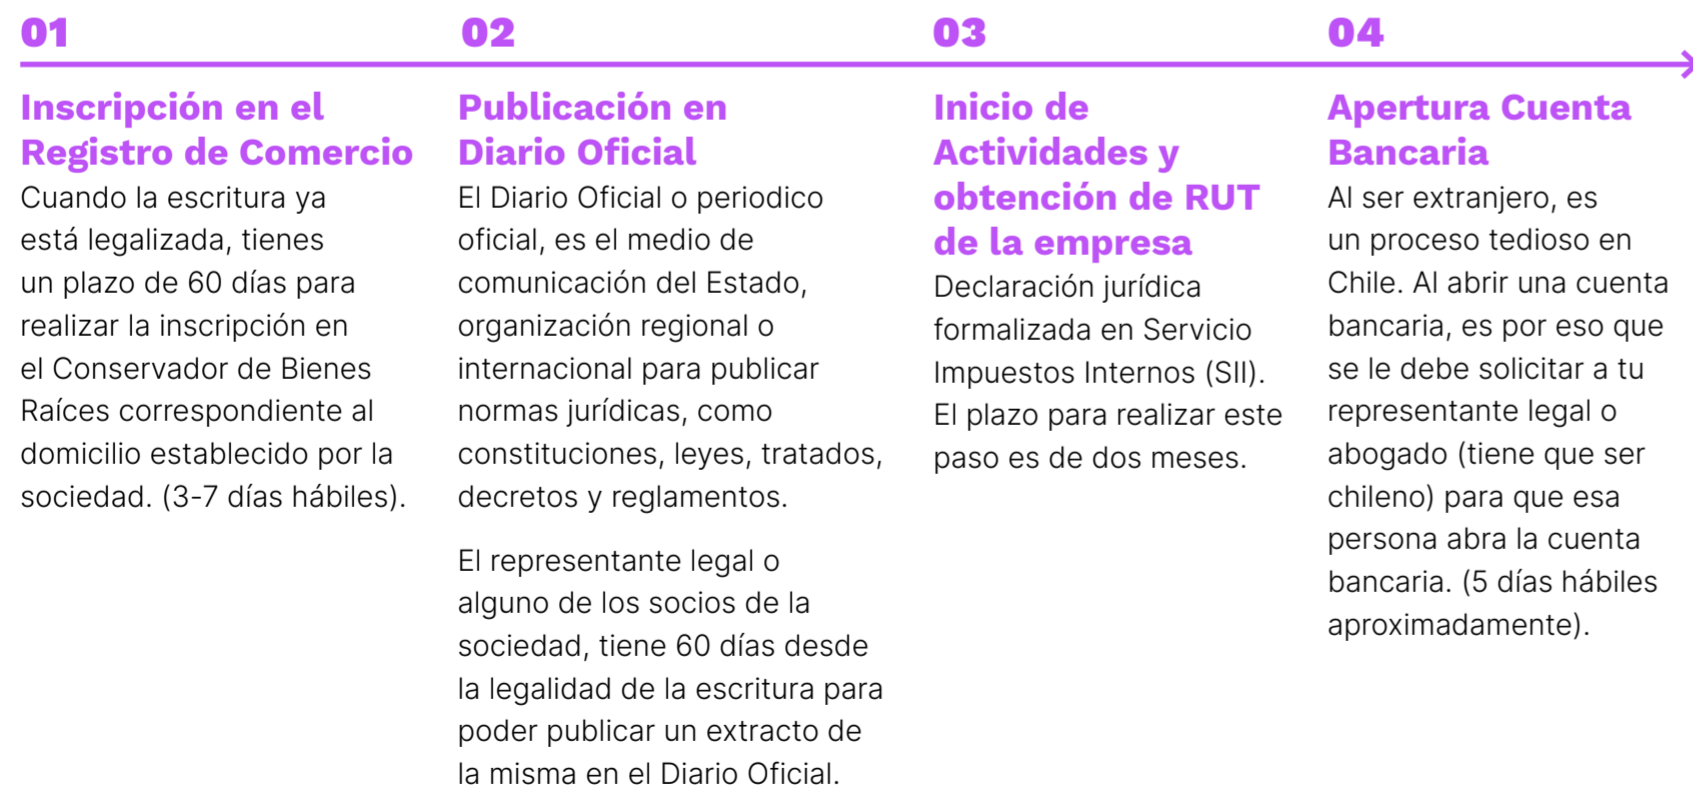 01
Inscripción en el
Registro de Comercio
Cuando la escritura ya
está legalizada, tienes
un plazo de 60 días para
realizar la inscripción en
el Conservador de Bienes
Raíces correspondiente al
domicilio establecido por la
sociedad. (3-7 días hábiles).
02
Publicación en
Diario Oficial
El Diario Oficial o periodico
oficial, es el medio de
comunicación del Estado,
organización regional o
internacional para publicar
normas jurídicas, como
constituciones, leyes, tratados,
decretos y reglamentos.
El representante legal o
alguno de los socios de la
sociedad, tiene 60 días desde
la legalidad de la escritura para
poder publicar un extracto de
la misma en el Diario Oficial.
03
Inicio de
Actividades y
obtención de RUT
de la empresa
Declaración jurídica
formalizada en Servicio
Impuestos Internos (SII).
El plazo para realizar este
paso es de dos meses.
04
Apertura Cuenta
Bancaria
Al ser extranjero, es
un proceso tedioso en
Chile. Al abrir una cuenta
bancaria, es por eso que
se le debe solicitar a tu
representante legal o
abogado (tiene que ser
chileno) para que esa
persona abra la cuenta
bancaria. (5 días hábiles
aproximadamente).